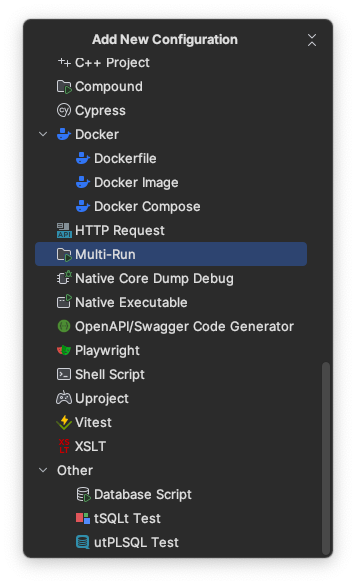 Add New Configuration
C++ Project
Compound
Cypress
Docker
Dockerfile
Docker Image
Docker Compose
HTTP Request
Multi-Run
Native Core Dump Debug
Native Executable
OpenAPI/Swagger Code Generator
Playwright
Shell Script
Uproject
Vitest
XSLT
Other
Database Script
tSQLt Test
utPLSQL Test